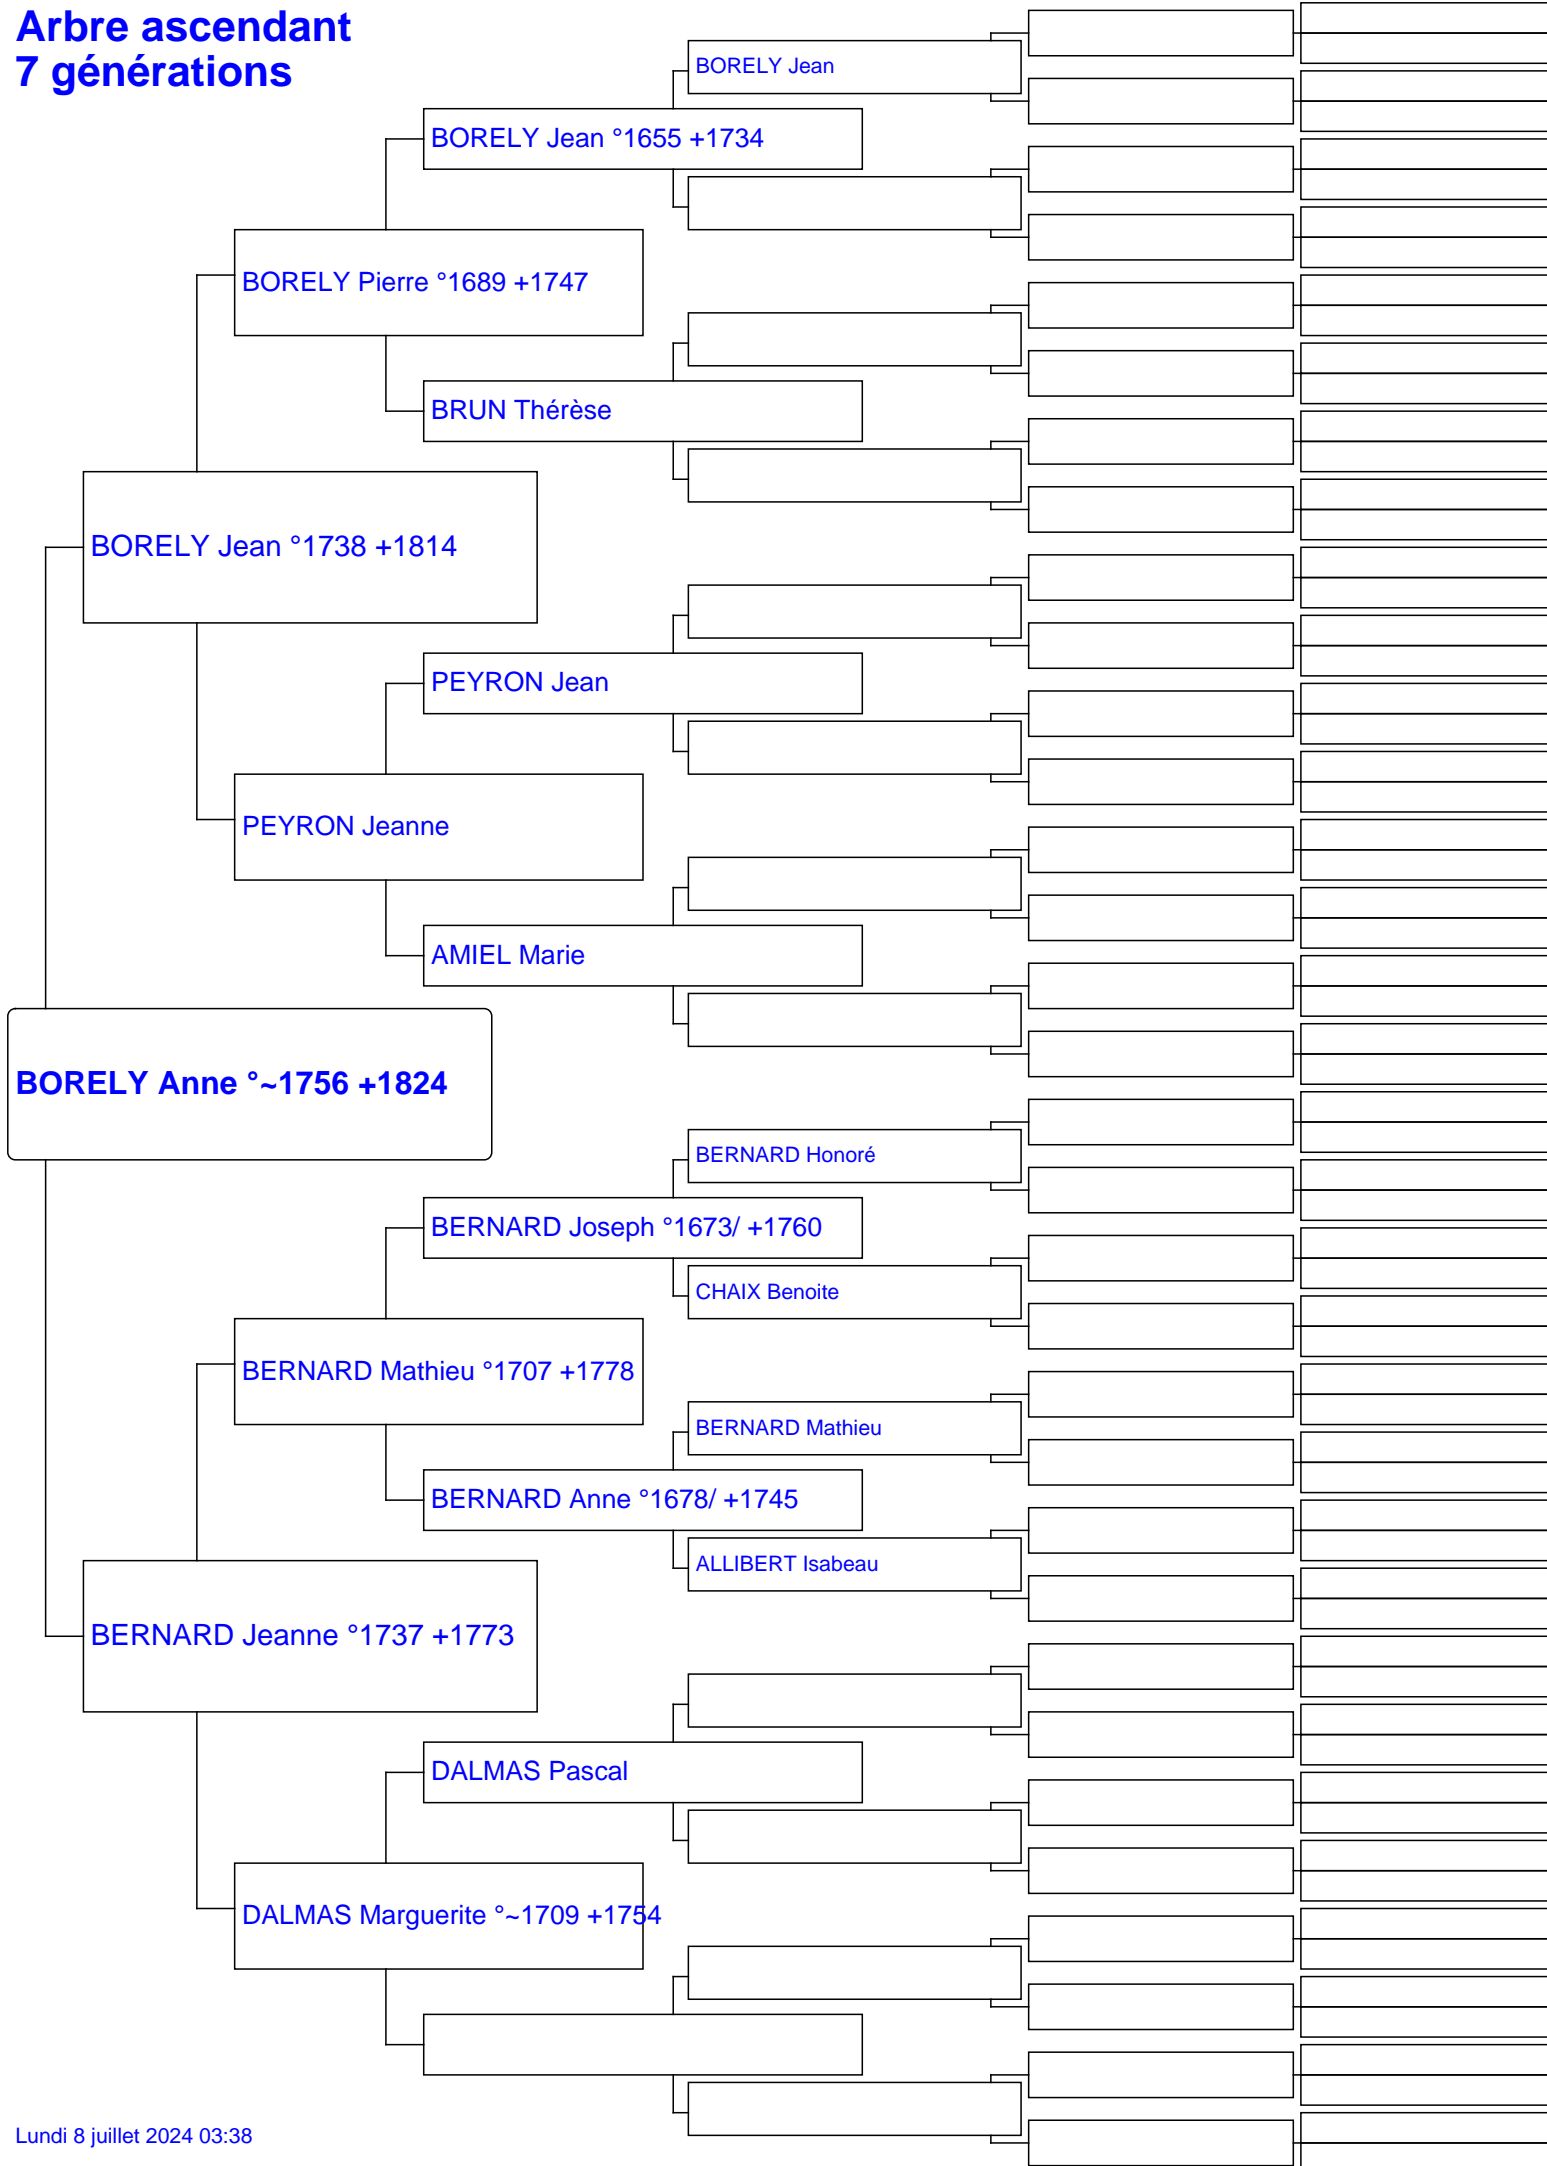 Arbre ascendant
7 générations
BORELY Jean
BORELY Jean °1655 +1734
BORELY Pierre °1689 +1747
BRUN Thérèse
BORELY Jean °1738 +1814
PEYRON Jean
PEYRON Jeanne
AMIEL Marie
BORELY Anne °~1756 +1824
BERNARD Honoré
BERNARD Joseph °1673/ +1760
CHAIX Benoite
BERNARD Mathieu °1707 +1778
BERNARD Mathieu
BERNARD Anne °1678/ +1745
ALLIBERT Isabeau
BERNARD Jeanne °1737 +1773
DALMAS Pascal
DALMAS Marguerite °~1709 +1754
Lundi 8 juillet 2024 03:38